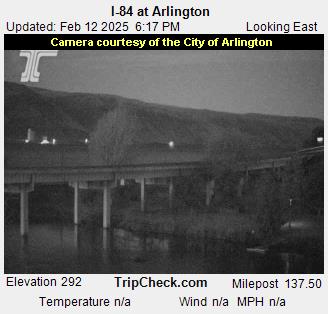 I-84 at Arlington
Updated: Feb 12 2025 6:17 PM Looking East
Camera courtesy of the City of Arlington
Elevation 292 TripCheck.com Milepost 137.50
Temperature n/a Wind n/a MPH n/a